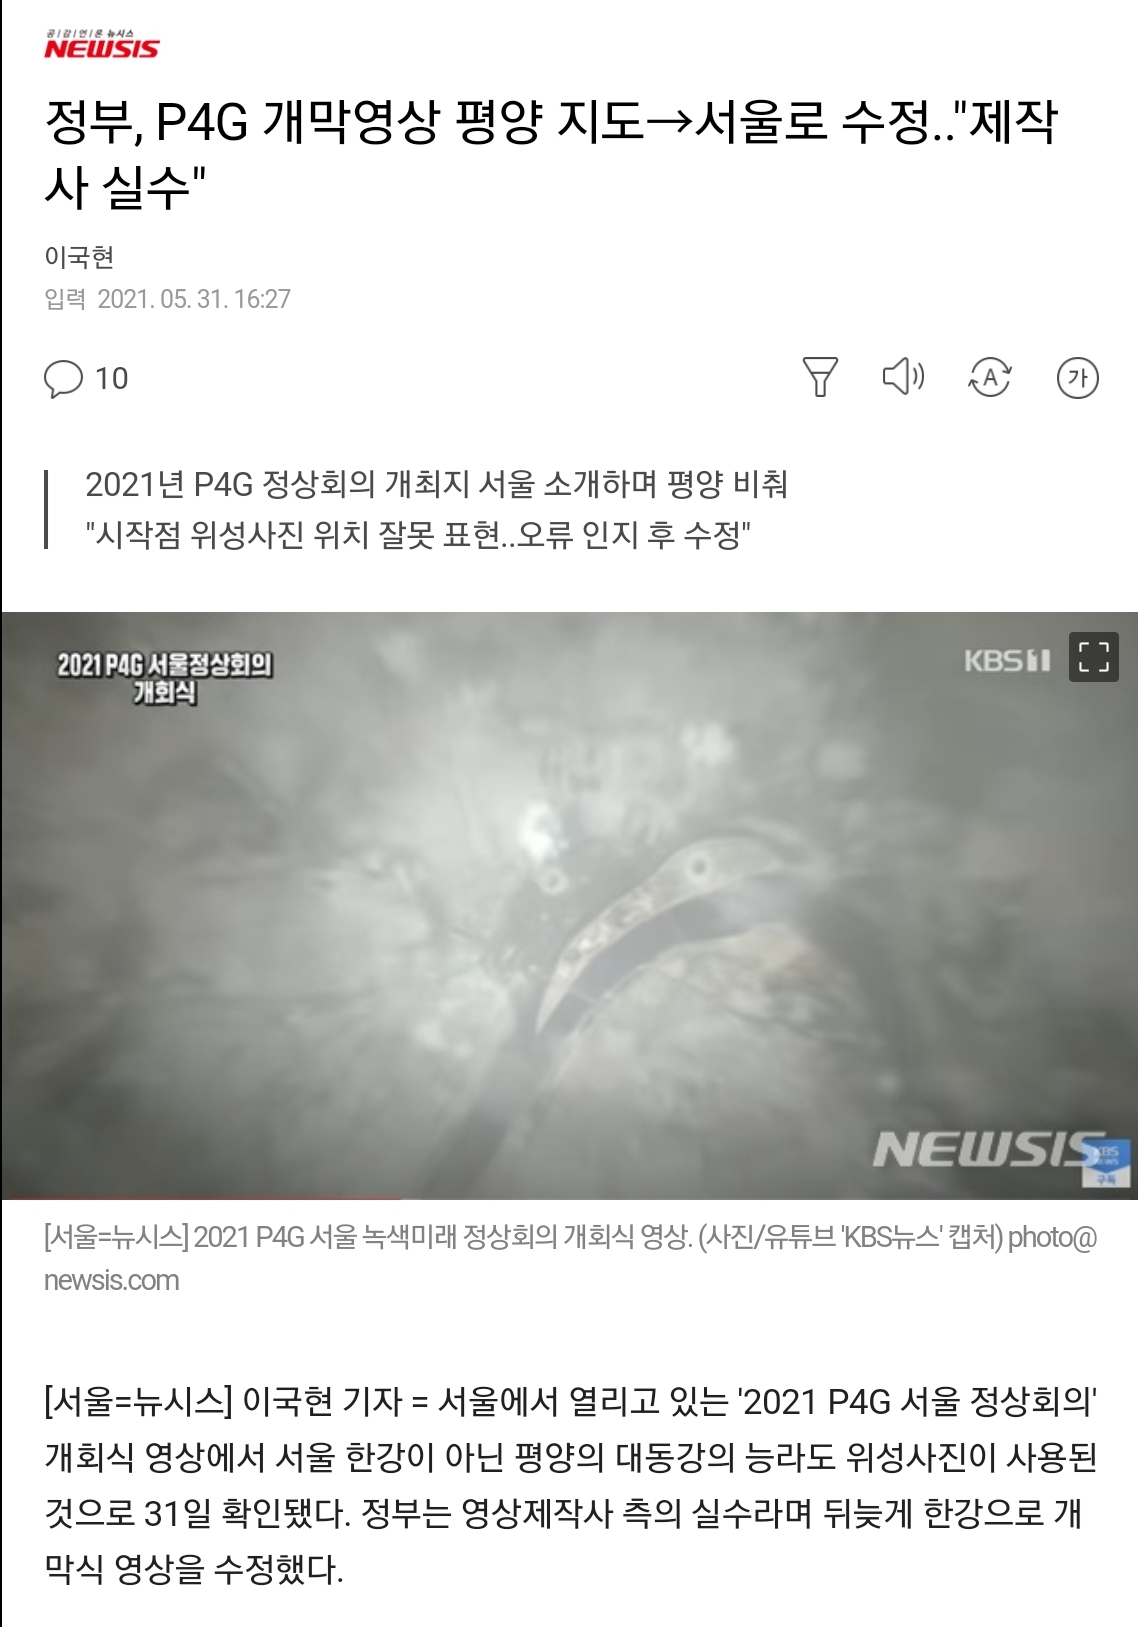 공|감|언|론 뉴시스
NEWSIS
정부, P4G 개막영상 평양 지도→서울로 수정.."제작
사 실수"
이국현
입력 2021. 05. 31. 16:27
10
A
가
2021년 P4G 정상회의 개최지 서울 소개하며 평양 비춰
"시작점 위성사진 위치 잘못 표현..오류 인지 후 수정"
2021 P4G 서울정상회의
개회식
KBS 1
NEWSIS
KBS
NEWS
구독
[서울=뉴시스] 2021 P4G 서울 녹색미래 정상회의 개회식 영상. (사진/유튜브 'KBS뉴스' 캡처) photo@
newsis.com
[서울=뉴시스] 이국현 기자 = 서울에서 열리고 있는 '2021 P4G 서울 정상회의'
개회식 영상에서 서울 한강이 아닌 평양의 대동강의 능라도 위성사진이 사용된
것으로 31일 확인됐다. 정부는 영상제작사 측의 실수라며 뒤늦게 한강으로 개
막식 영상을 수정했다.